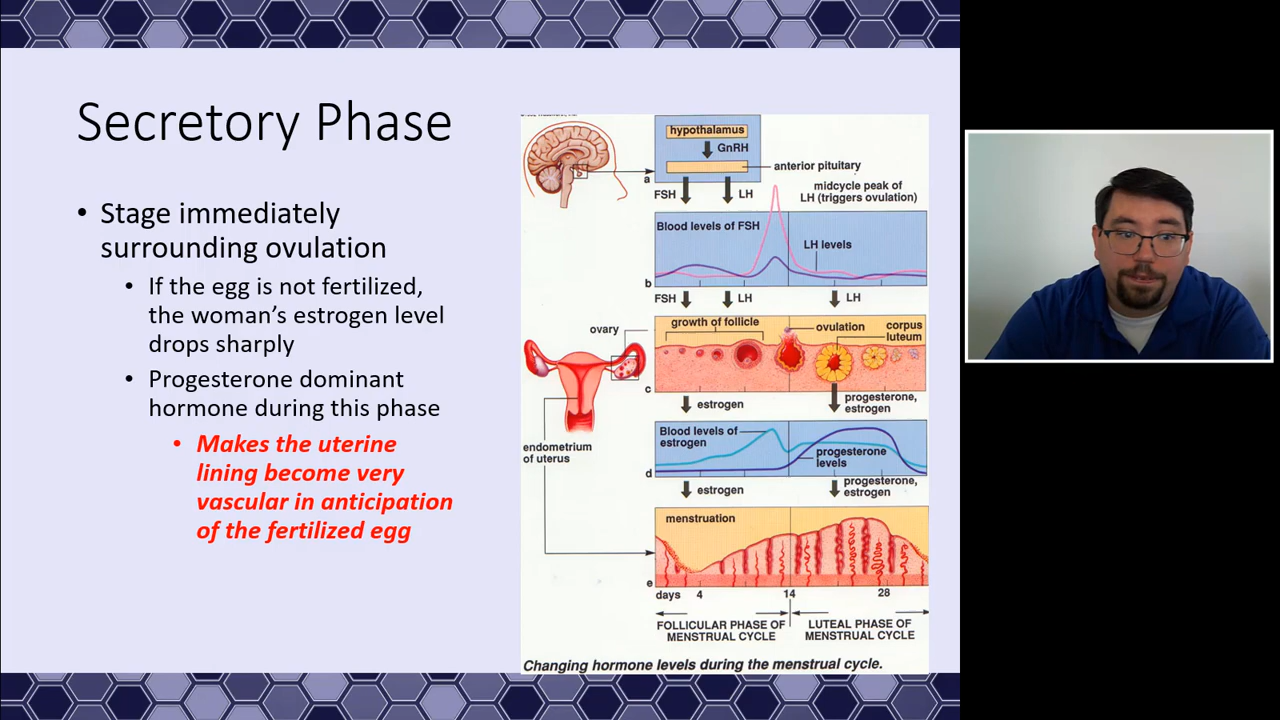 Secretory Phase
• Stage immediately
surrounding ovulation
• If the egg is not fertilized,
the woman’s estrogen level
drops sharply
• Progesterone dominant
hormone during this phase
• Makes the uterine
lining become very
vascular in anticipation
of the fertilized egg
hypothalamus
GnRH
anterior pituitary
a
FSH
LH
midcycle peak of
LH (triggers ovulation)
Blood levels of FSH
LH levels
b
FSH
LH
LH
ovary
growth of follicle
ovulation
corpus
luteum
c
estrogen
progesterone,
estrogen
endometrium
of uterus
Blood levels of
estrogen
progesterone
levels
d
estrogen
progesterone,
estrogen
menstruation
e
days 4 14 28
FOLLICULAR PHASE OF
MENSTRUAL CYCLE
LUTEAL PHASE OF
MENSTRUAL CYCLE
Changing hormone levels during the menstrual cycle.